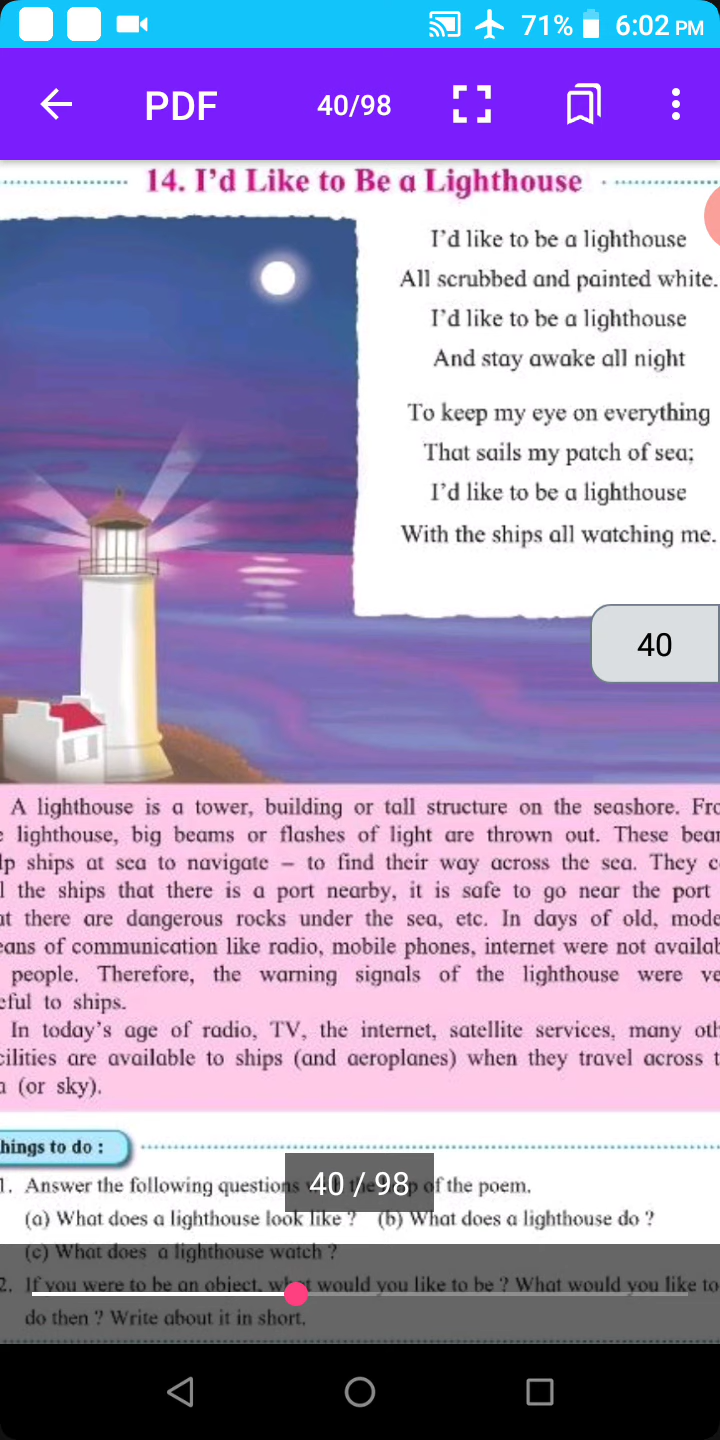 71% 6:02 PM
PDF 40/98
14. I'd Like to Be a Lighthouse
I'd like to be a lighthouse
All scrubbed and painted white.
I'd like to be a lighthouse
And stay awake all night
To keep my eye on everything
That sails my patch of sea;
I'd like to be a lighthouse
With the ships all watching me.
40
A lighthouse is a tower, building or tall structure on the seashore.
lighthouse, big beams or flashes of light are thrown out. These
ships at sea to navigate – to find their way across the sea. They
the ships that there is a port nearby, it is safe to go near the port
there are dangerous rocks under the sea, etc. In days of old,
of communication like radio, mobile phones, internet were not
people. Therefore, the warning signals of the lighthouse were
to ships.
In today's age of radio, TV, the internet, satellite services, many
are available to ships (and aeroplanes) when they travel across
(or sky).
hings to do :
1. Answer the following questions of the poem.
40 / 98
(a) What does a lighthouse look like ? (b) What does a lighthouse do ?
(c) What does a lighthouse watch ?
2. If you were to be an object, what would you like to be ? What would you like to
do then ? Write about it in short.